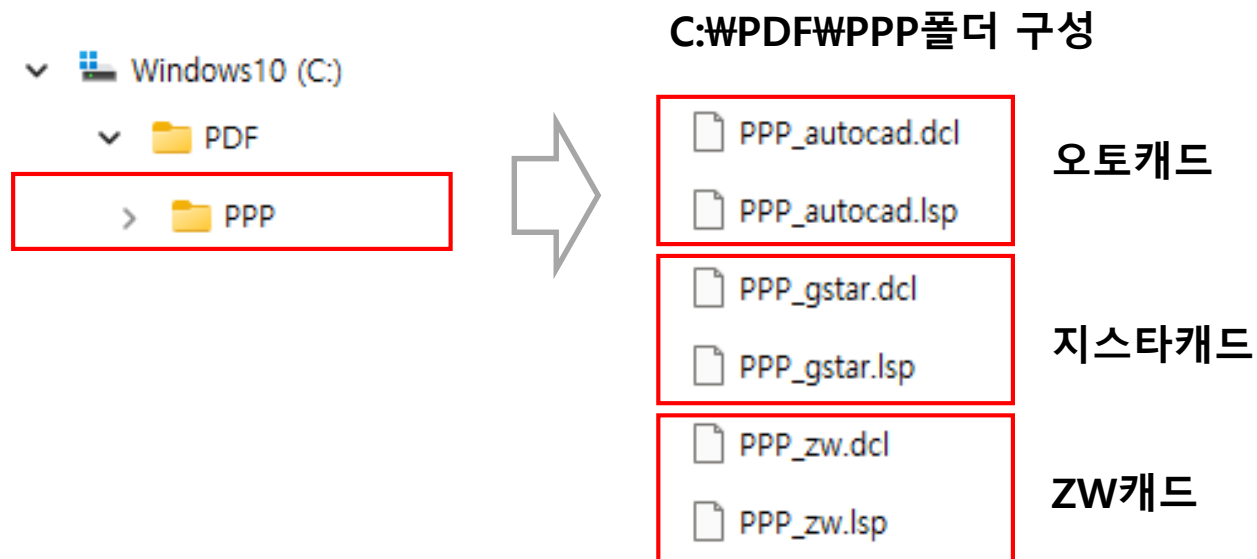 C:₩PDF₩PPP폴더 구성
Windows10 (C:)
PDF
PPP
PPP_autocad.dcl
PPP_autocad.lsp
오토캐드
PPP_gstar.dcl
PPP_gstar.lsp
지스타캐드
PPP_zw.dcl
PPP_zw.lsp
ZW캐드